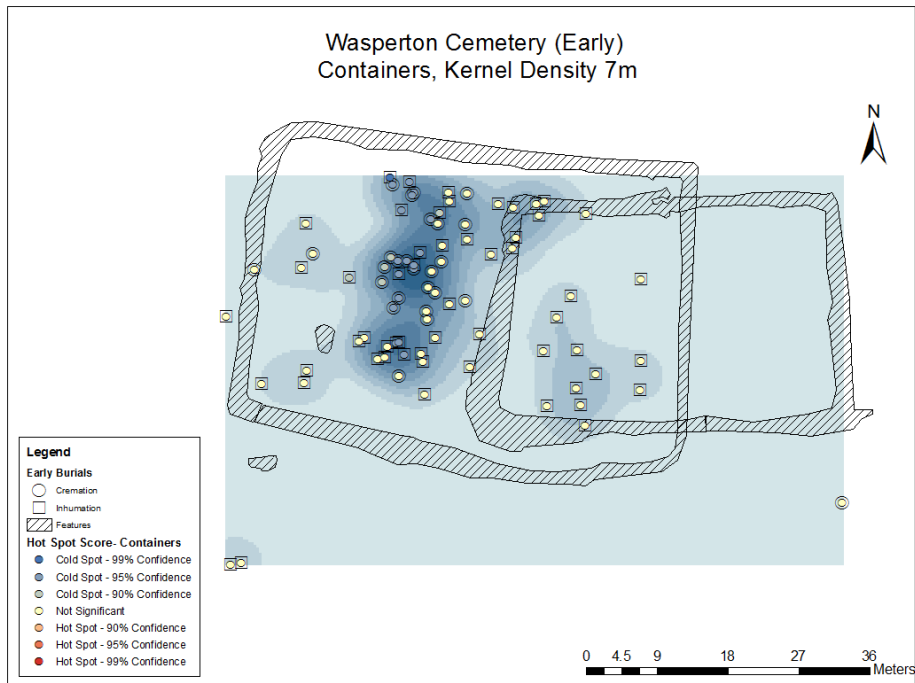 Wasperton Cemetery (Early)
Containers, Kernel Density 7m
N
Legend
Early Burials
Cremation
Inhumation
Features
Hot Spot Score- Containers
Cold Spot - 99% Confidence
Cold Spot - 95% Confidence
Cold Spot - 90% Confidence
Not Significant
Hot Spot - 90% Confidence
Hot Spot - 95% Confidence
Hot Spot - 99% Confidence
0 4.5 9 18 27 36
Meters